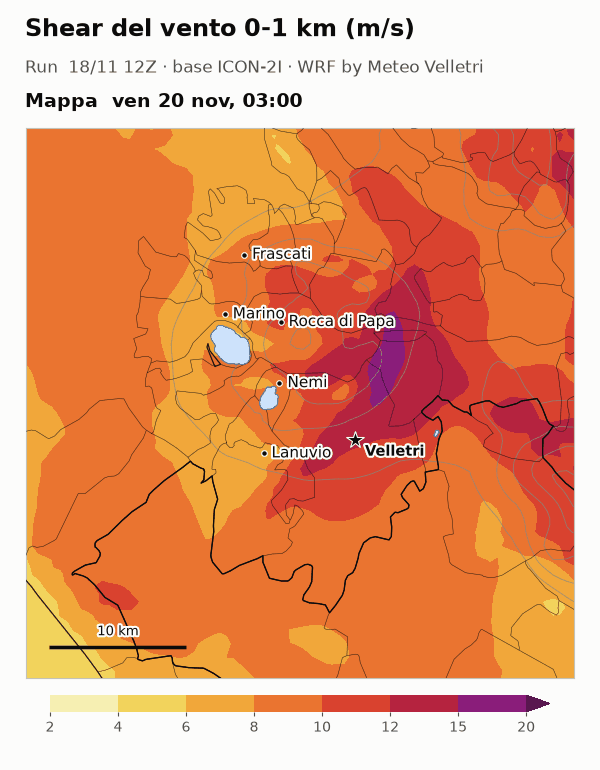 Shear del vento 0-1 km (m/s)
Run  18/11 12Z · base ICON-2I · WRF by Meteo Velletri
Mappa  ven 20 nov, 03:00
Frascati
Marino
Rocca di Papa
Nemi
Lanuvio
Velletri
10 km
2 4 6 8 10 12 15 20